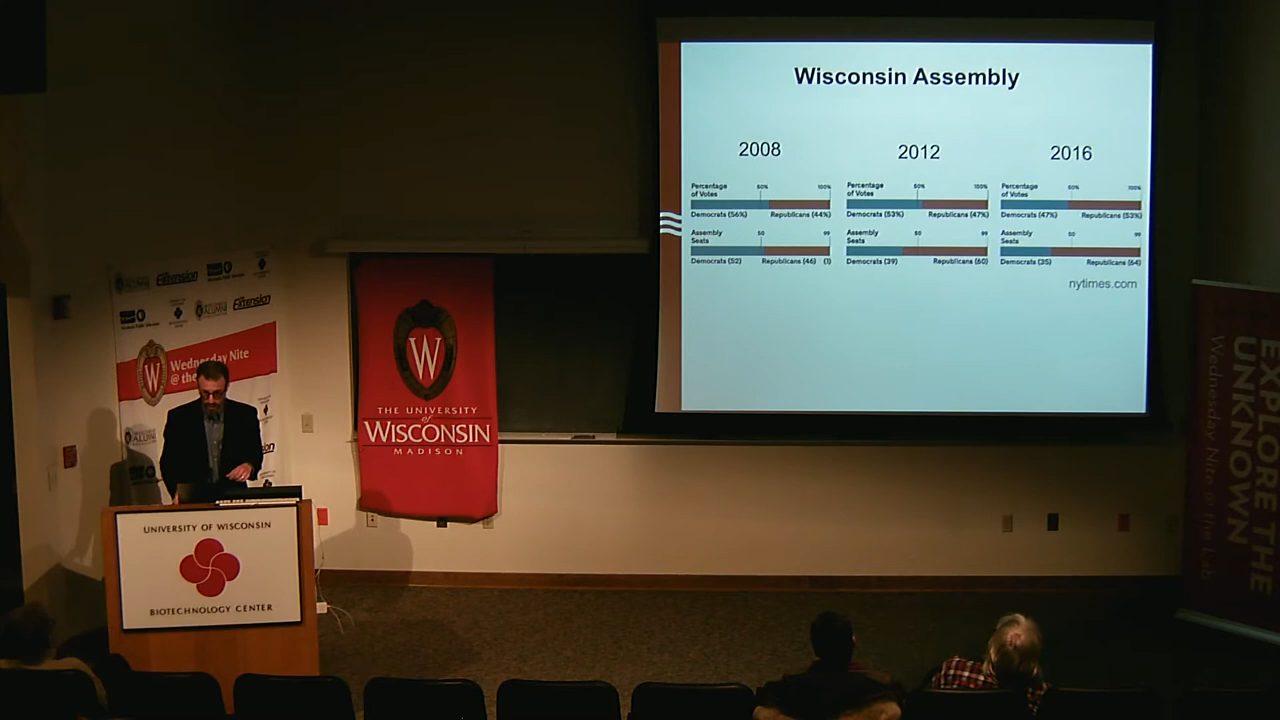 Wisconsin Assembly
2008
2012
2016
Percentage
of Votes
50%
100%
Democrats (56%)
Republicans (44%)
Assembly
Seats
50
99
Democrats (52)
Republicans (46)
(1)
Percentage
of Votes
50%
100%
Democrats (53%)
Republicans (47%)
Assembly
Seats
50
99
Democrats (39)
Republicans (60)
Percentage
of Votes
50%
100%
Democrats (47%)
Republicans (53%)
Assembly
Seats
50
99
Democrats (35)
Republicans (64)
nytimes.com
Extension
ALUMNI
Extension
Wednesday Nite
@ the
W
W
THE UNIVERSITY
of
WISCONSIN
MADISON
UNIVERSITY OF WISCONSIN
BIOTECHNOLOGY CENTER
EXPLORE THE
UNKNOWN
Wednesday Nite @ the Lab